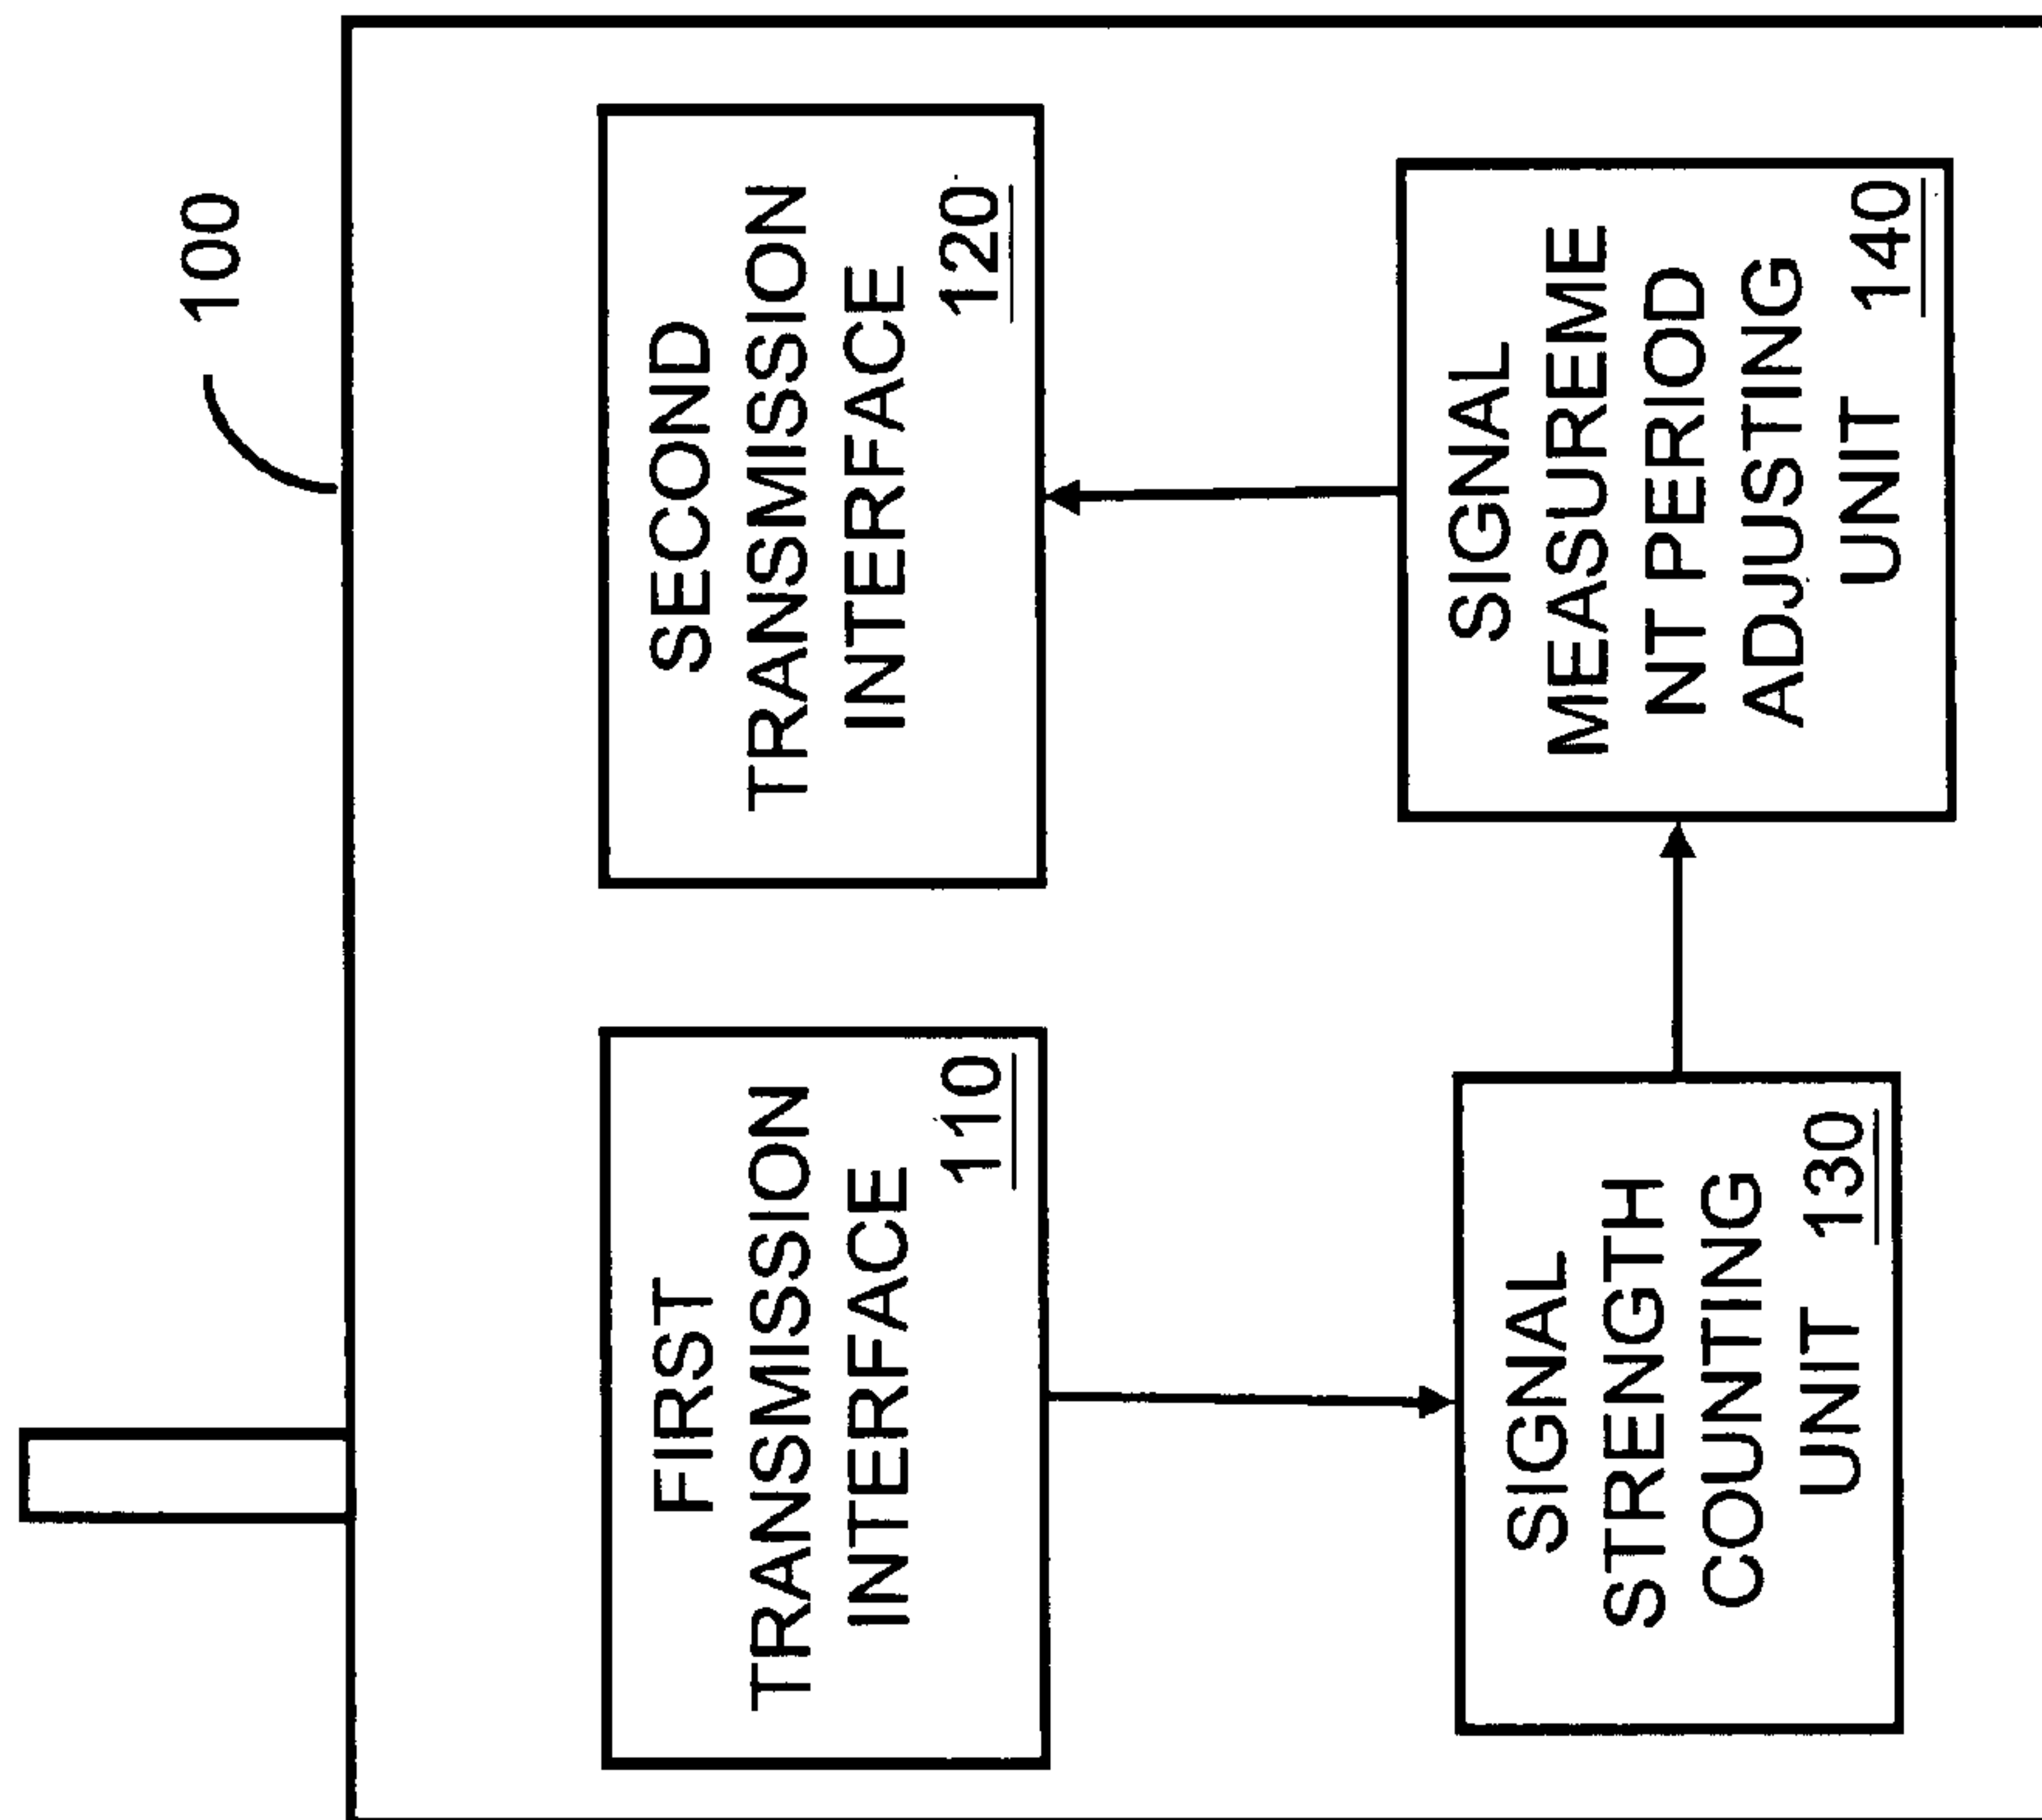 100
FIRST
TRANSMISSION
INTERFACE
110
SECOND
TRANSMISSION
INTERFACE
120
SIGNAL
STRENGTH
COUNTING
UNIT 130
SIGNAL
MEASUREME
NT PERIOD
ADJUSTING
UNIT
140